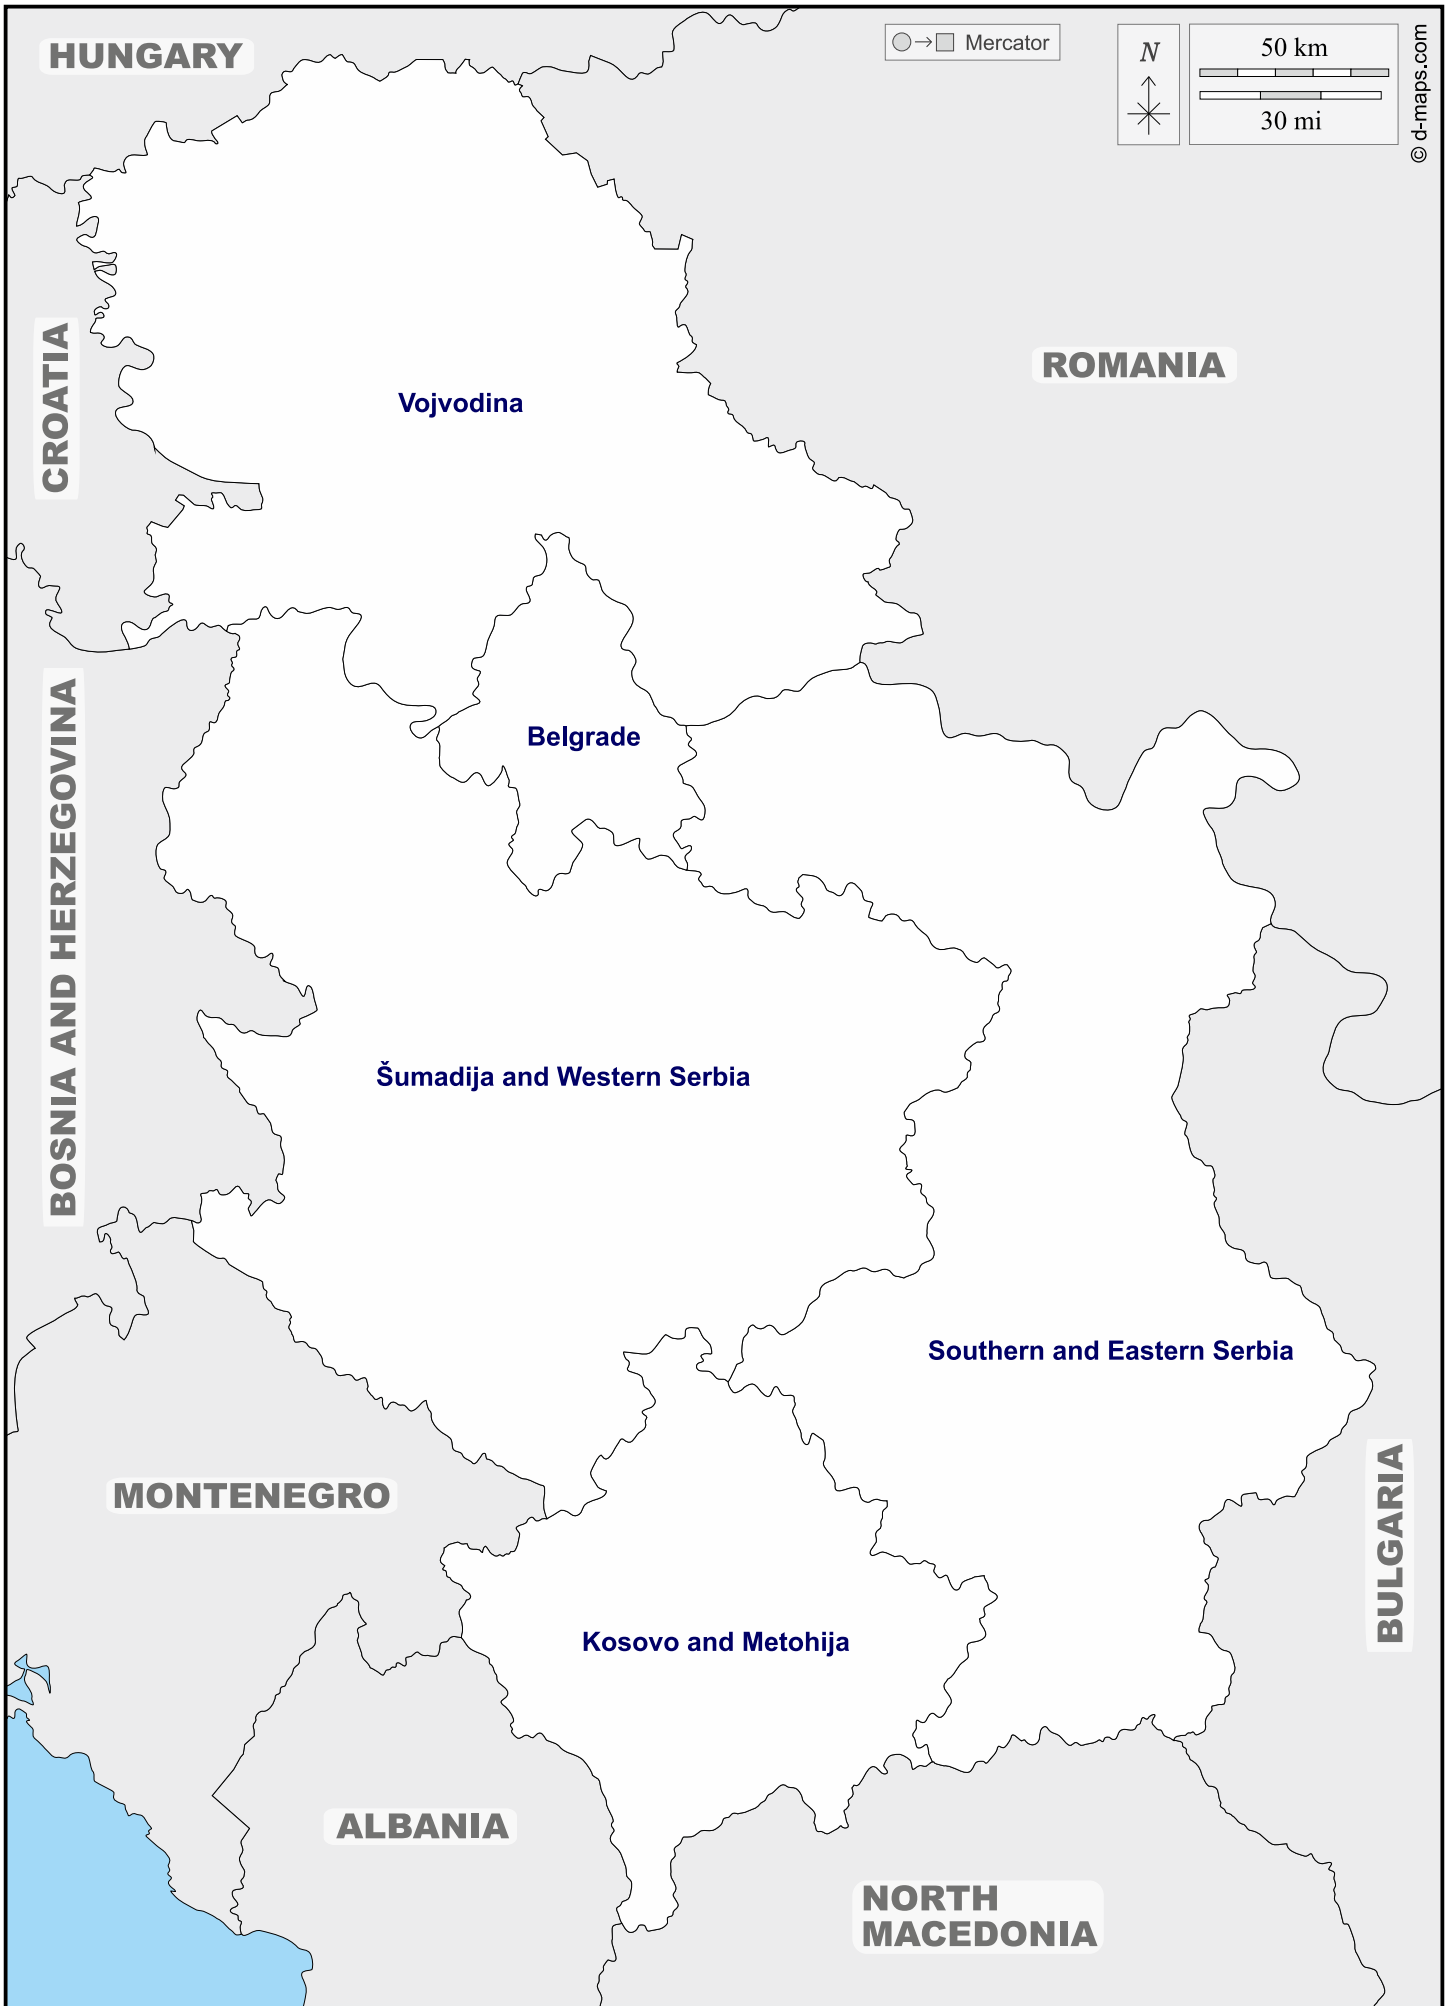 HUNGARY
Mercator
N
50 km
30 mi
© d-maps.com
CROATIA
ROMANIA
Vojvodina
BOSNIA AND HERZEGOVINA
Belgrade
Šumadija and Western Serbia
Southern and Eastern Serbia
MONTENEGRO
BULGARIA
Kosovo and Metohija
ALBANIA
NORTH
MACEDONIA